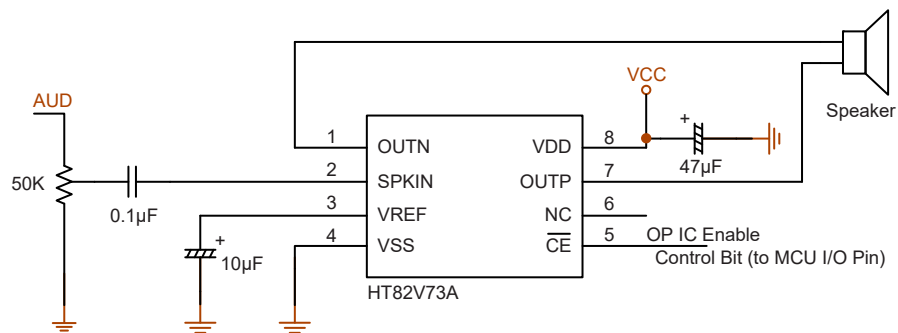 VCC
+
Speaker
AUD
50K
0.1µF
1
OUTN
VDD
8
47µF
2
SPKIN
OUTP
7
3
VREF
NC
6
+
10µF
4
VSS
CE
5
OP IC Enable
Control Bit (to MCU I/O Pin)
HT82V73A